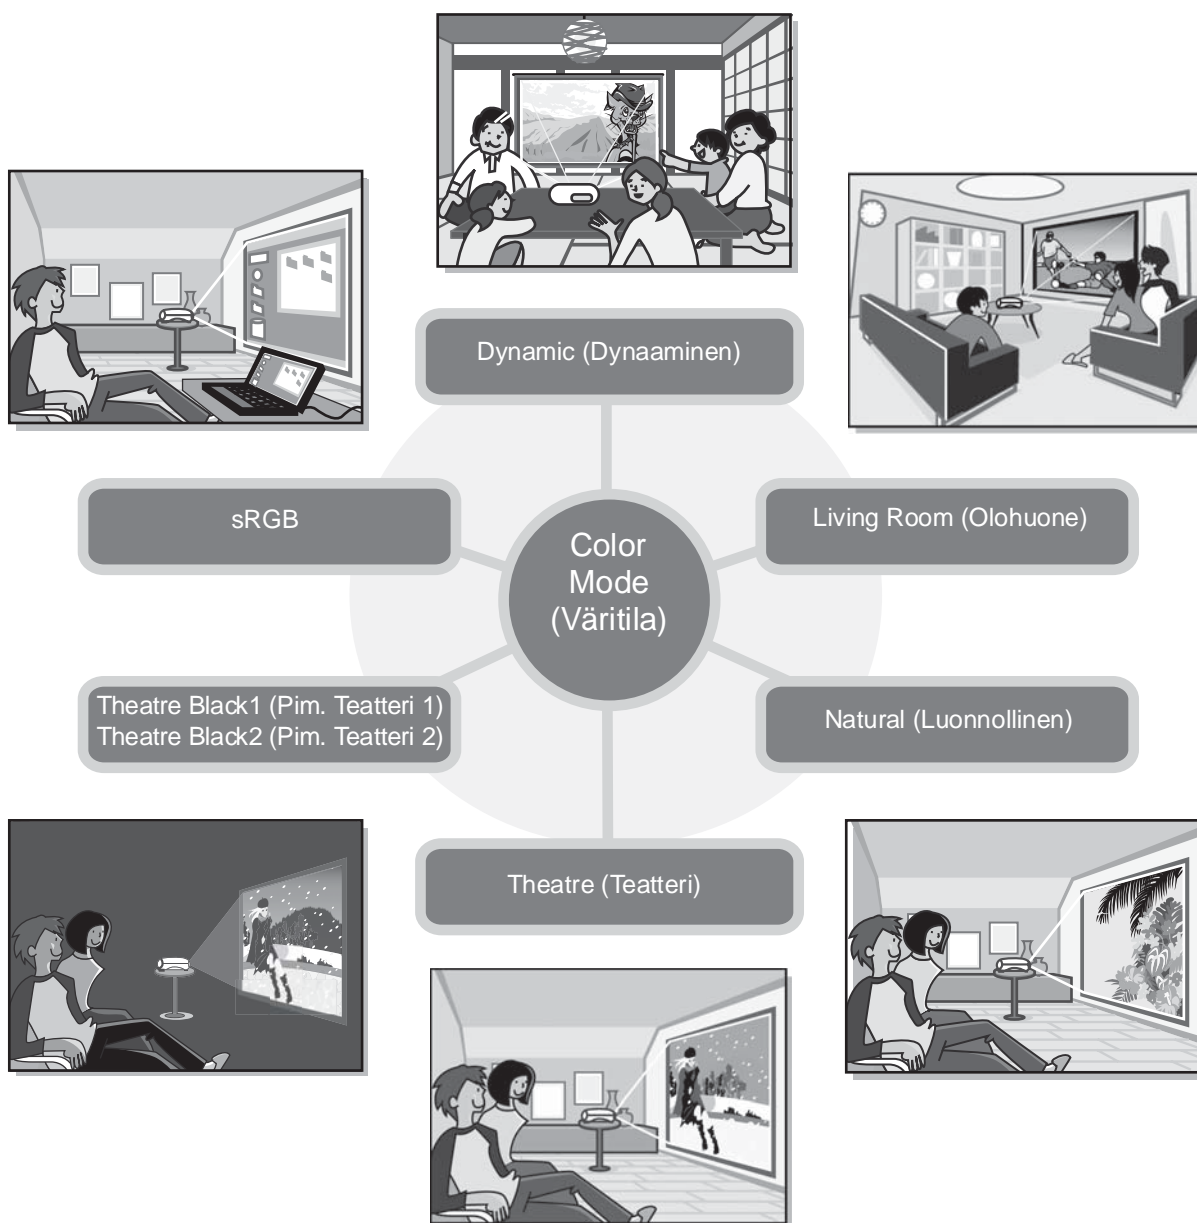 Dynamic (Dynaaminen)
sRGB
Living Room (Olohuone)
Color
Mode
(Väritila)
Theatre Black1 (Pim. Teatteri 1)
Theatre Black2 (Pim. Teatteri 2)
Natural (Luonnollinen)
Theatre (Teatteri)